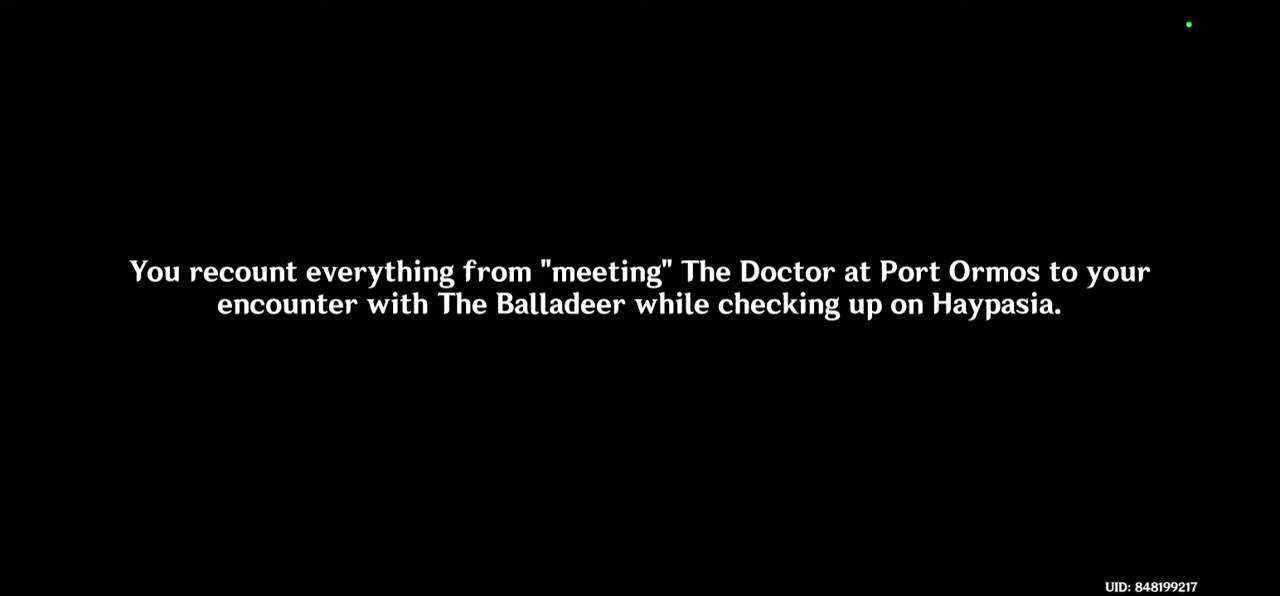 You recount everything from "meeting" The Doctor at Port Ormos to your
encounter with The Balladeer while checking up on Haypasia.
UID: 848199217